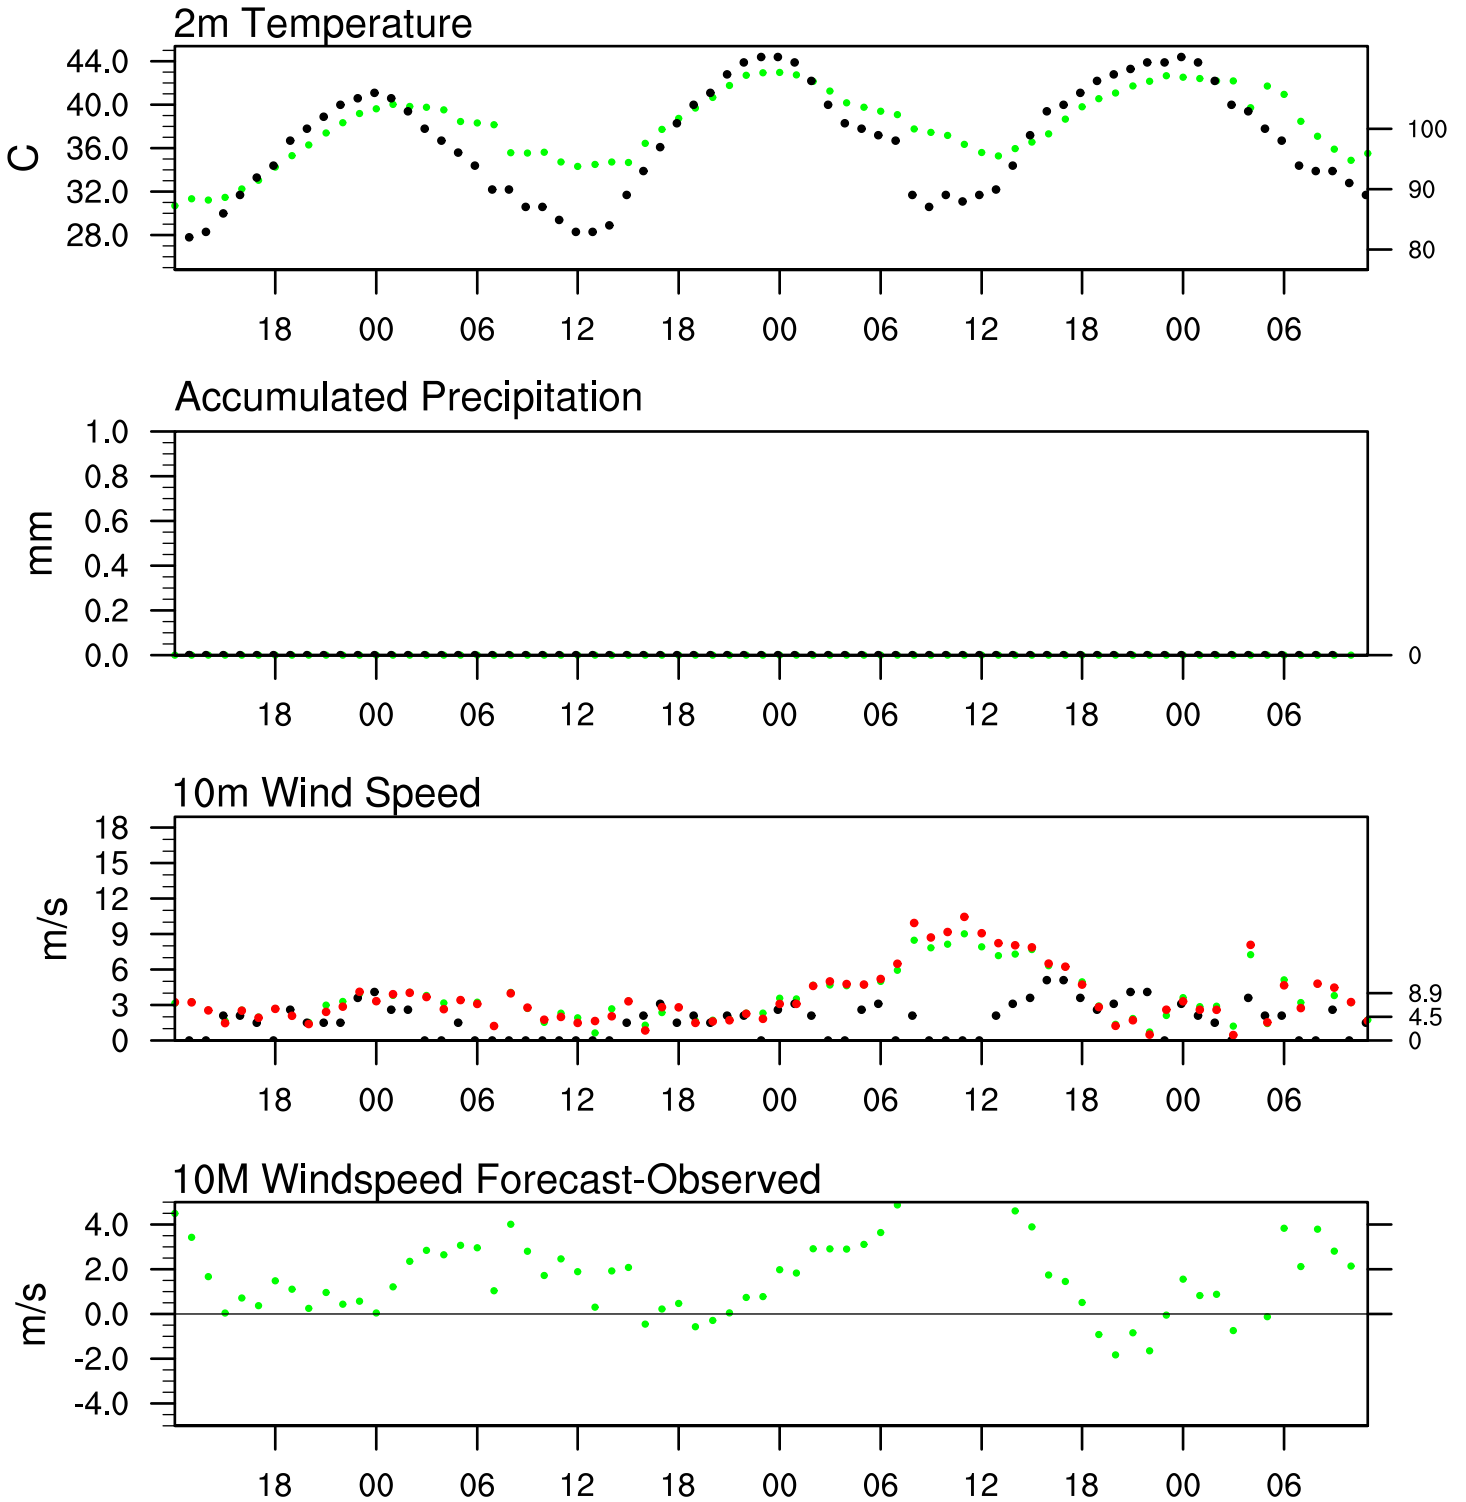 2m Temperature
44.0
40.0
36.0
32.0
28.0
C
100
90
80
18 00 06 12 18 00 06 12 18 00 06
Accumulated Precipitation
1.0
0.8
0.6
0.4
0.2
0.0
mm
0
18 00 06 12 18 00 06 12 18 00 06
10m Wind Speed
18
15
12
9
6
3
0
m/s
8.9
4.5
0
18 00 06 12 18 00 06 12 18 00 06
10M Windspeed Forecast-Observed
4.0
2.0
0.0
-2.0
-4.0
m/s
18 00 06 12 18 00 06 12 18 00 06